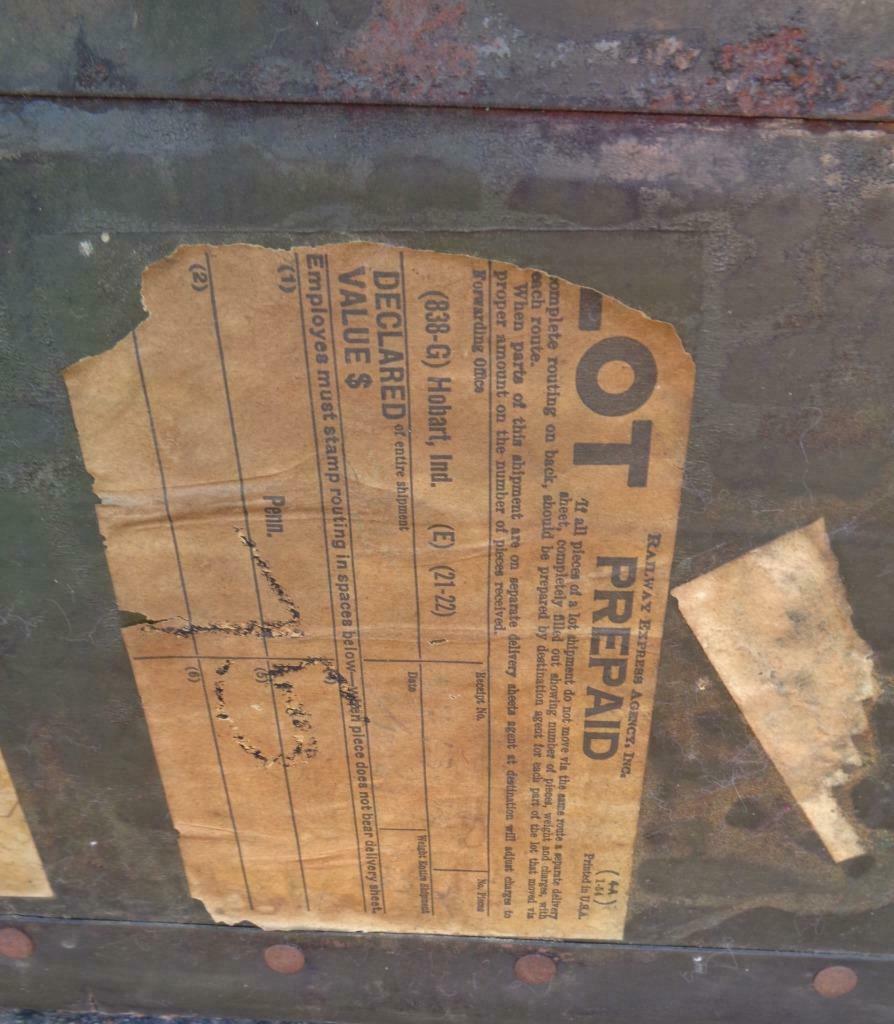 RAILWAY EXPRESS AGENCY, INC.
(4A)
1-54
Printed in U.S.A.
LOT PREPAID
If all pieces of a lot shipment do not move via the same route a separate delivery
sheet, completely filled out showing number of pieces, weight and charges, with
complete routing on back, should be prepared by destination agent for each part of the lot that moved via
each route.
When parts of this shipment are on separate delivery sheets agent at destination will adjust charges to
proper amount on the number of pieces received.
Forwarding Office
Receipt No.
No. Pieces
(838-G) Hobart, Ind. (E) (21-22)
DECLARED
VALUE $
of entire shipment
Date
Weight Entire Shipment
Employes must stamp routing in spaces below—when piece does not bear delivery sheet.
(1)
Penn.
(5)
(2)
(6)